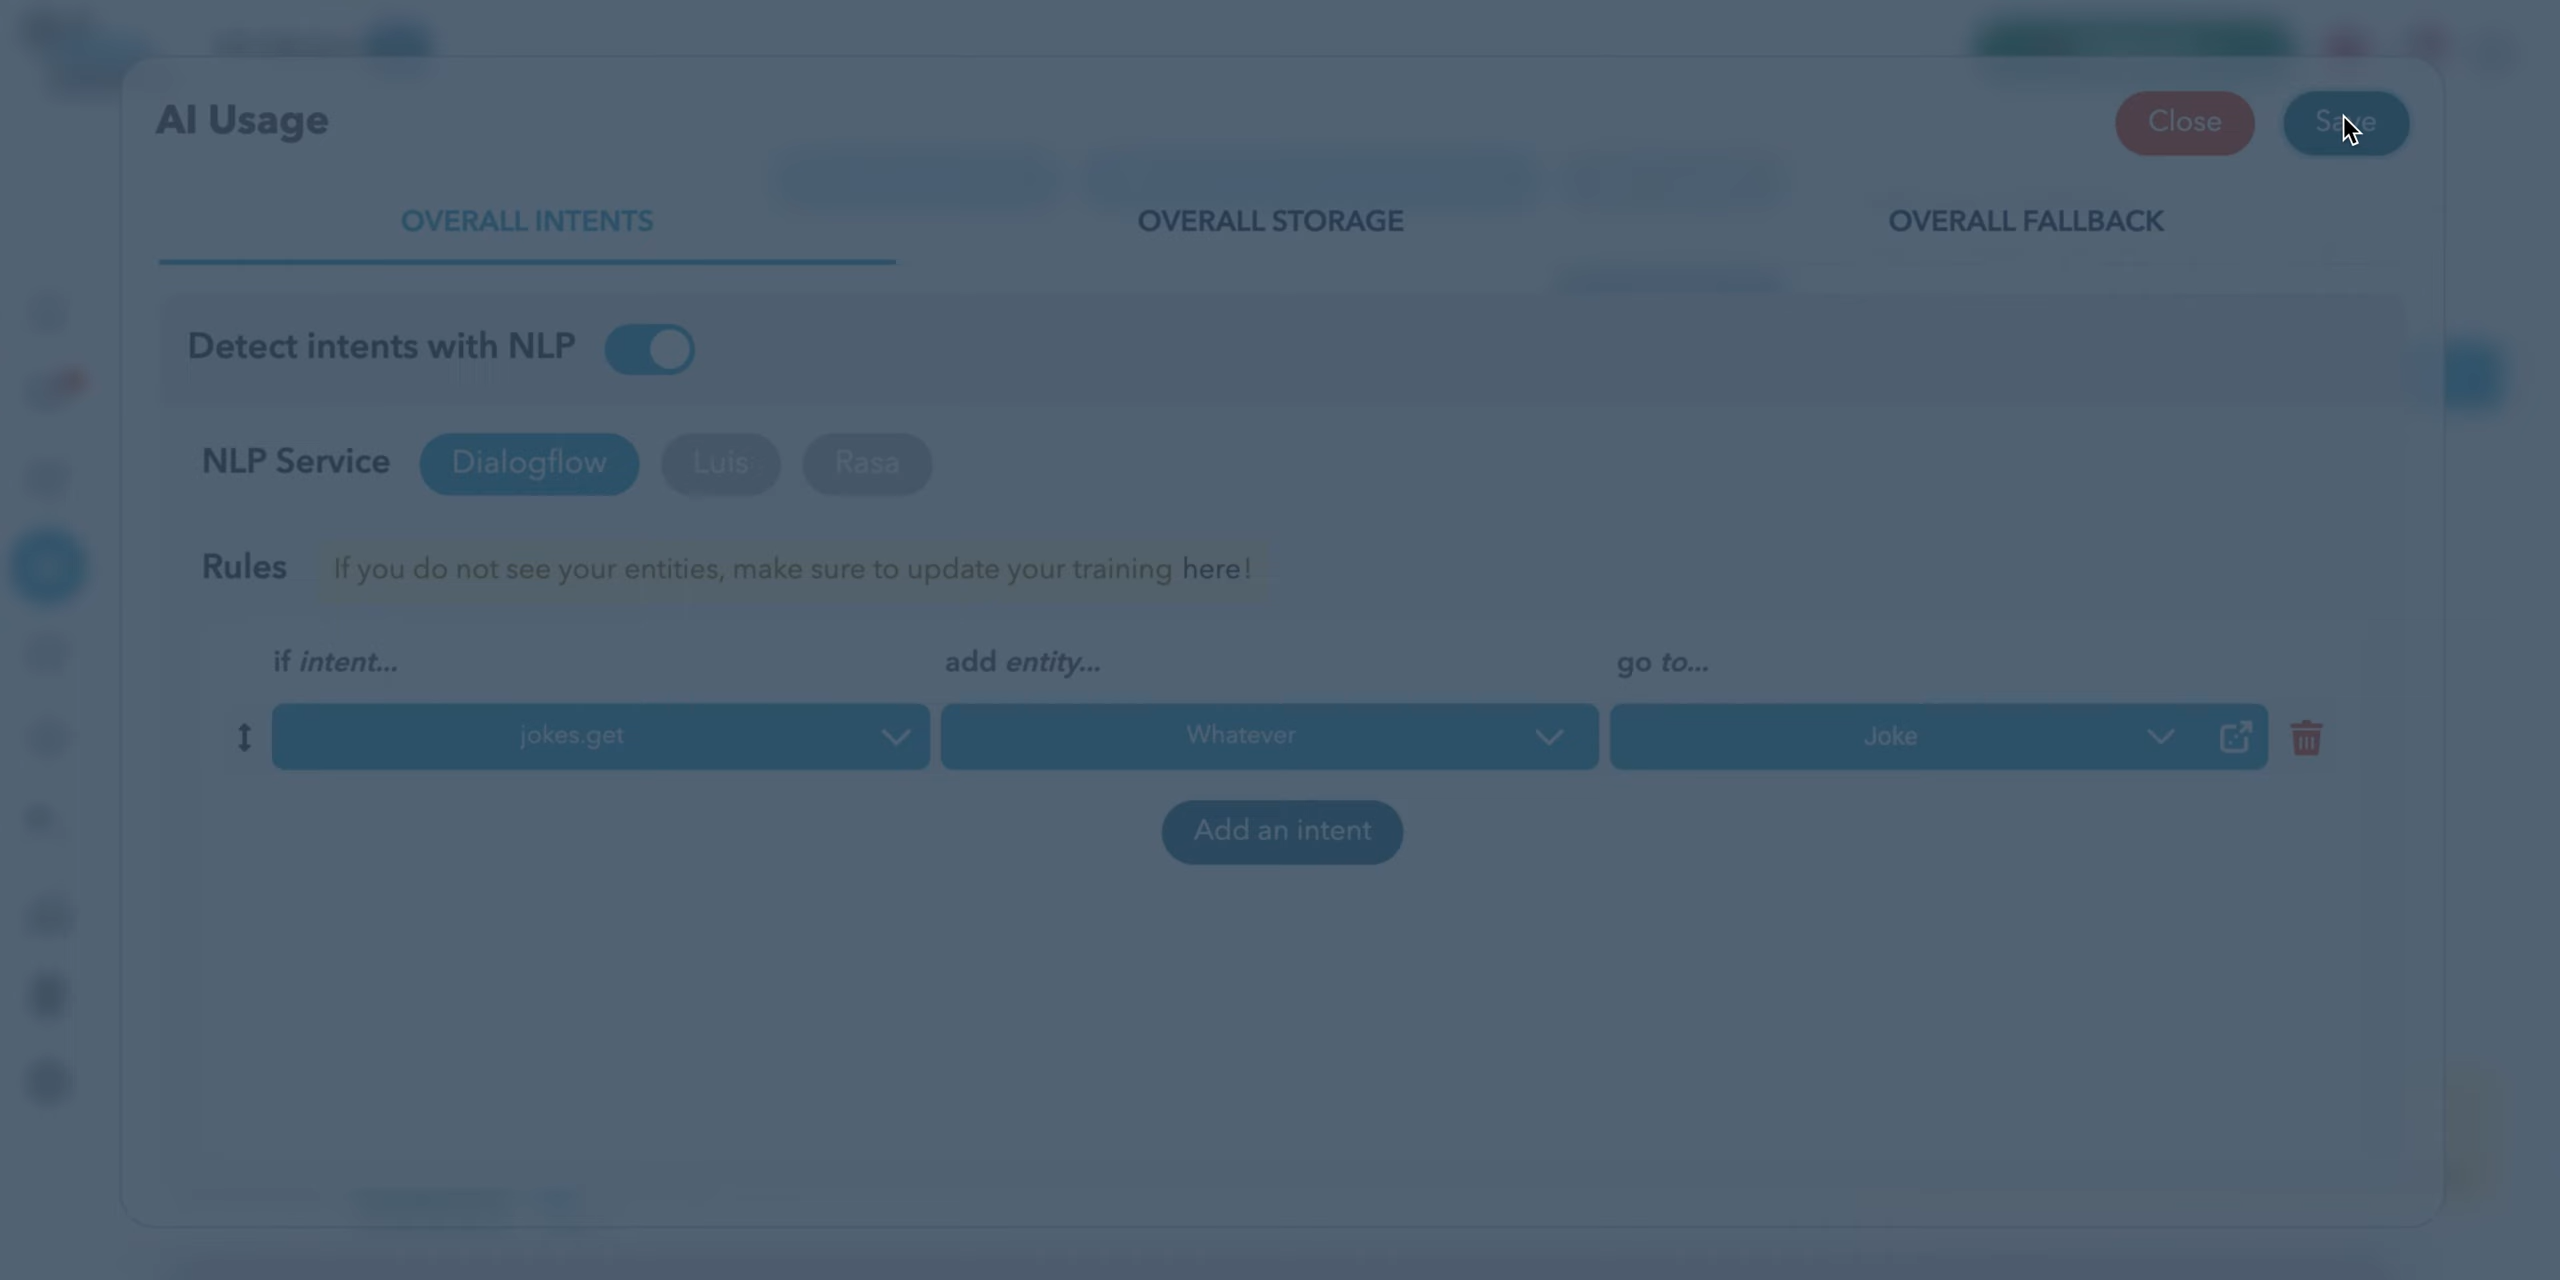 AI Usage
Close
Save
OVERALL INTENTS
OVERALL STORAGE
OVERALL FALLBACK
Detect intents with NLP
NLP Service
Dialogflow
Luis
Rasa
Rules
If you do not see your entities, make sure to update your training here!
if intent...
add entity...
go to...
jokes.get
Whatever
Joke
Add an intent